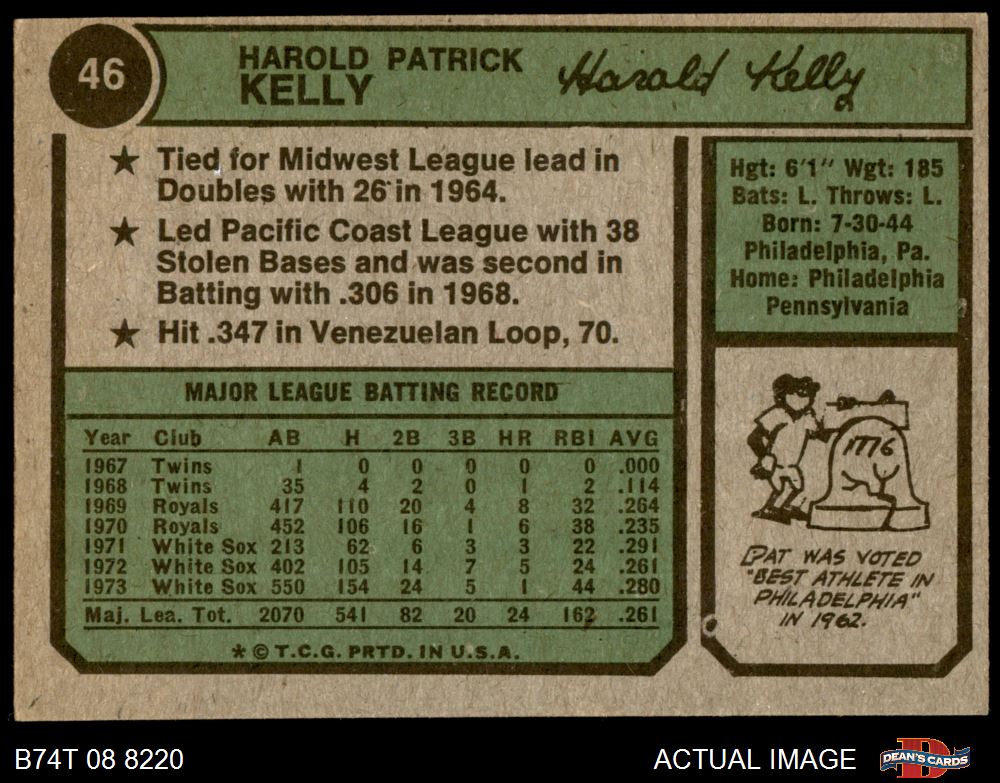 46
HAROLD PATRICK
KELLY
Harold Kelly
★ Tied for Midwest League lead in
Doubles with 26 in 1964.
★ Led Pacific Coast League with 38
Stolen Bases and was second in
Batting with .306 in 1968.
★ Hit .347 in Venezuelan Loop, 70.
Hgt: 6'1" Wgt: 185
Bats: L. Throws: L.
Born: 7-30-44
Philadelphia, Pa.
Home: Philadelphia
Pennsylvania
MAJOR LEAGUE BATTING RECORD
Year Club AB H 2B 3B HR RBI AVG
1967 Twins 1 0 0 0 0 0 .000
1968 Twins 35 4 2 0 1 2 .114
1969 Royals 417 110 20 4 8 32 .264
1970 Royals 452 106 16 1 6 38 .235
1971 White Sox 213 62 6 3 3 22 .291
1972 White Sox 402 105 14 7 5 24 .261
1973 White Sox 550 154 24 5 1 44 .280
Maj. Lea. Tot. 2070 541 82 20 24 162 .261
* © T.C.G. PRTD. IN U.S.A.
1776
PAT WAS VOTED
"BEST ATHLETE IN
PHILADELPHIA"
IN 1962.
B74T 08 8220
ACTUAL IMAGE
DEAN'S CARDS